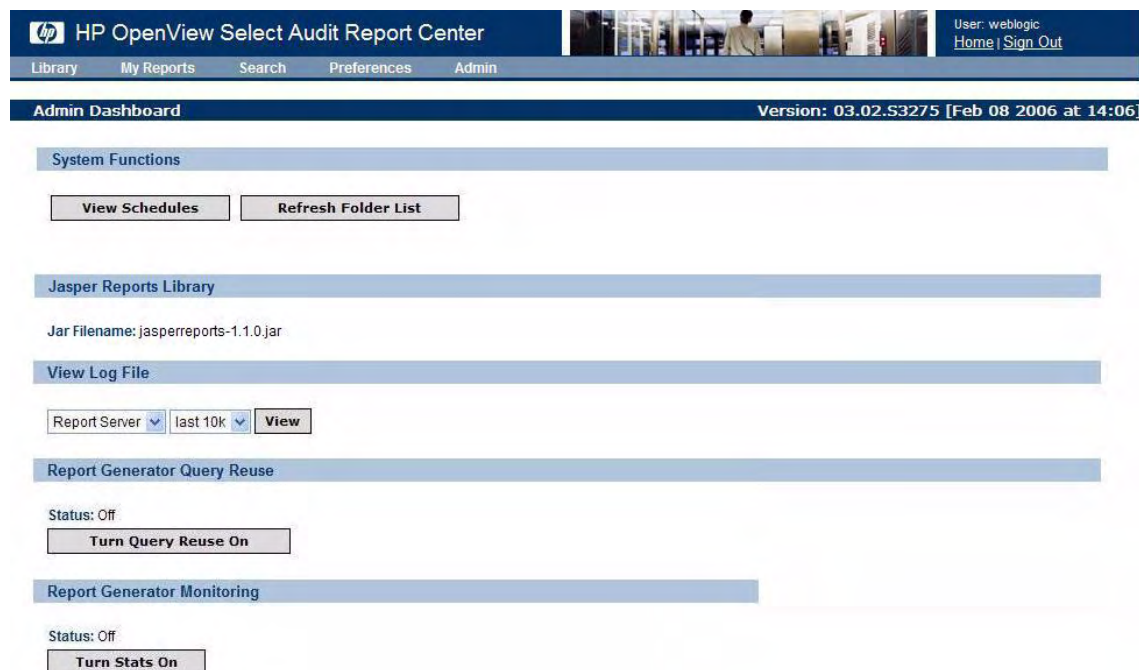 hp HP OpenView Select Audit Report Center
User: weblogic
Home | Sign Out
Library My Reports Search Preferences Admin
Admin Dashboard Version: 03.02.S3275 [Feb 08 2006 at 14:06]
System Functions
View Schedules Refresh Folder List
Jasper Reports Library
Jar Filename: jasperreports-1.1.0.jar
View Log File
Report Server last 10k View
Report Generator Query Reuse
Status: Off
Turn Query Reuse On
Report Generator Monitoring
Status: Off
Turn Stats On